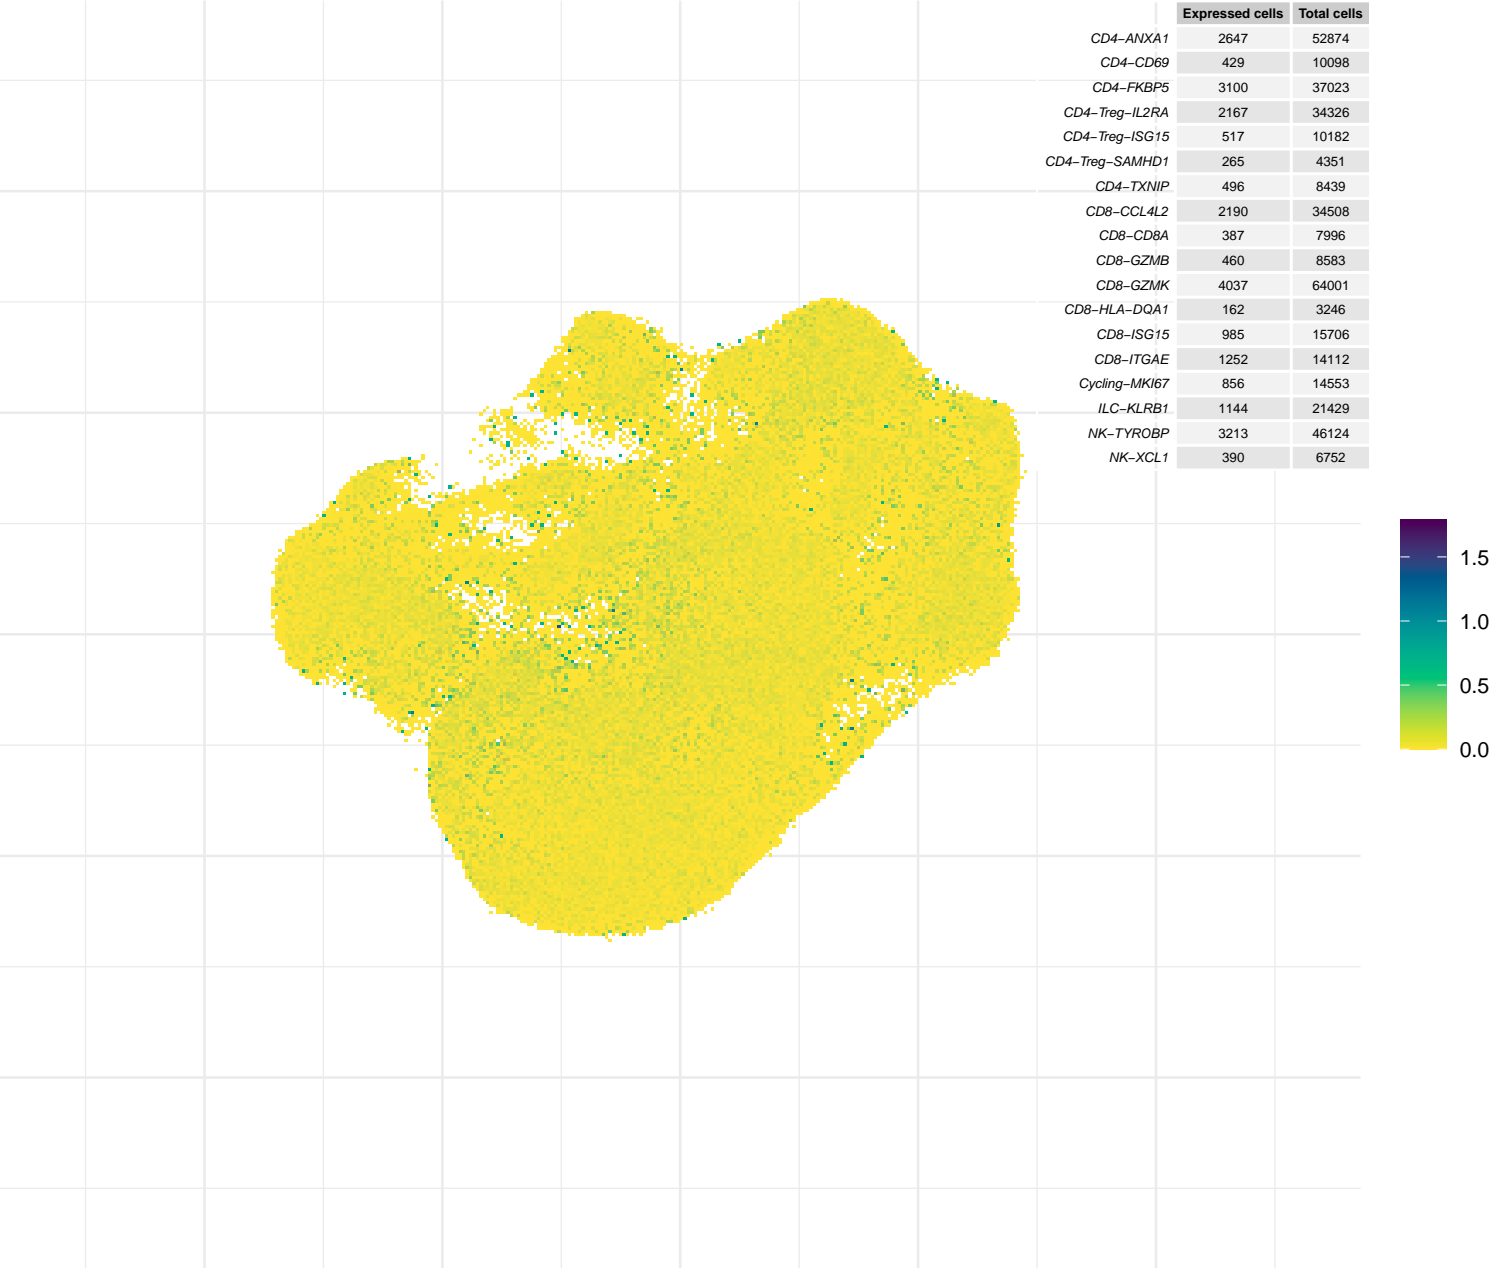 Expressed cells Total cells
CD4−ANXA1 2647 52874
CD4−CD69 429 10098
CD4−FKBP5 3100 37023
CD4−Treg−IL2RA 2167 34326
CD4−Treg−ISG15 517 10182
CD4−Treg−SAMHD1 265 4351
CD4−TXNIP 496 8439
CD8−CCL4L2 2190 34508
CD8−CD8A 387 7996
CD8−GZMB 460 8583
CD8−GZMK 4037 64001
CD8−HLA−DQA1 162 3246
CD8−ISG15 985 15706
CD8−ITGAE 1252 14112
Cycling−MKI67 856 14553
ILC−KLRB1 1144 21429
NK−TYROBP 3213 46124
NK−XCL1 390 6752
1.5
1.0
0.5
0.0